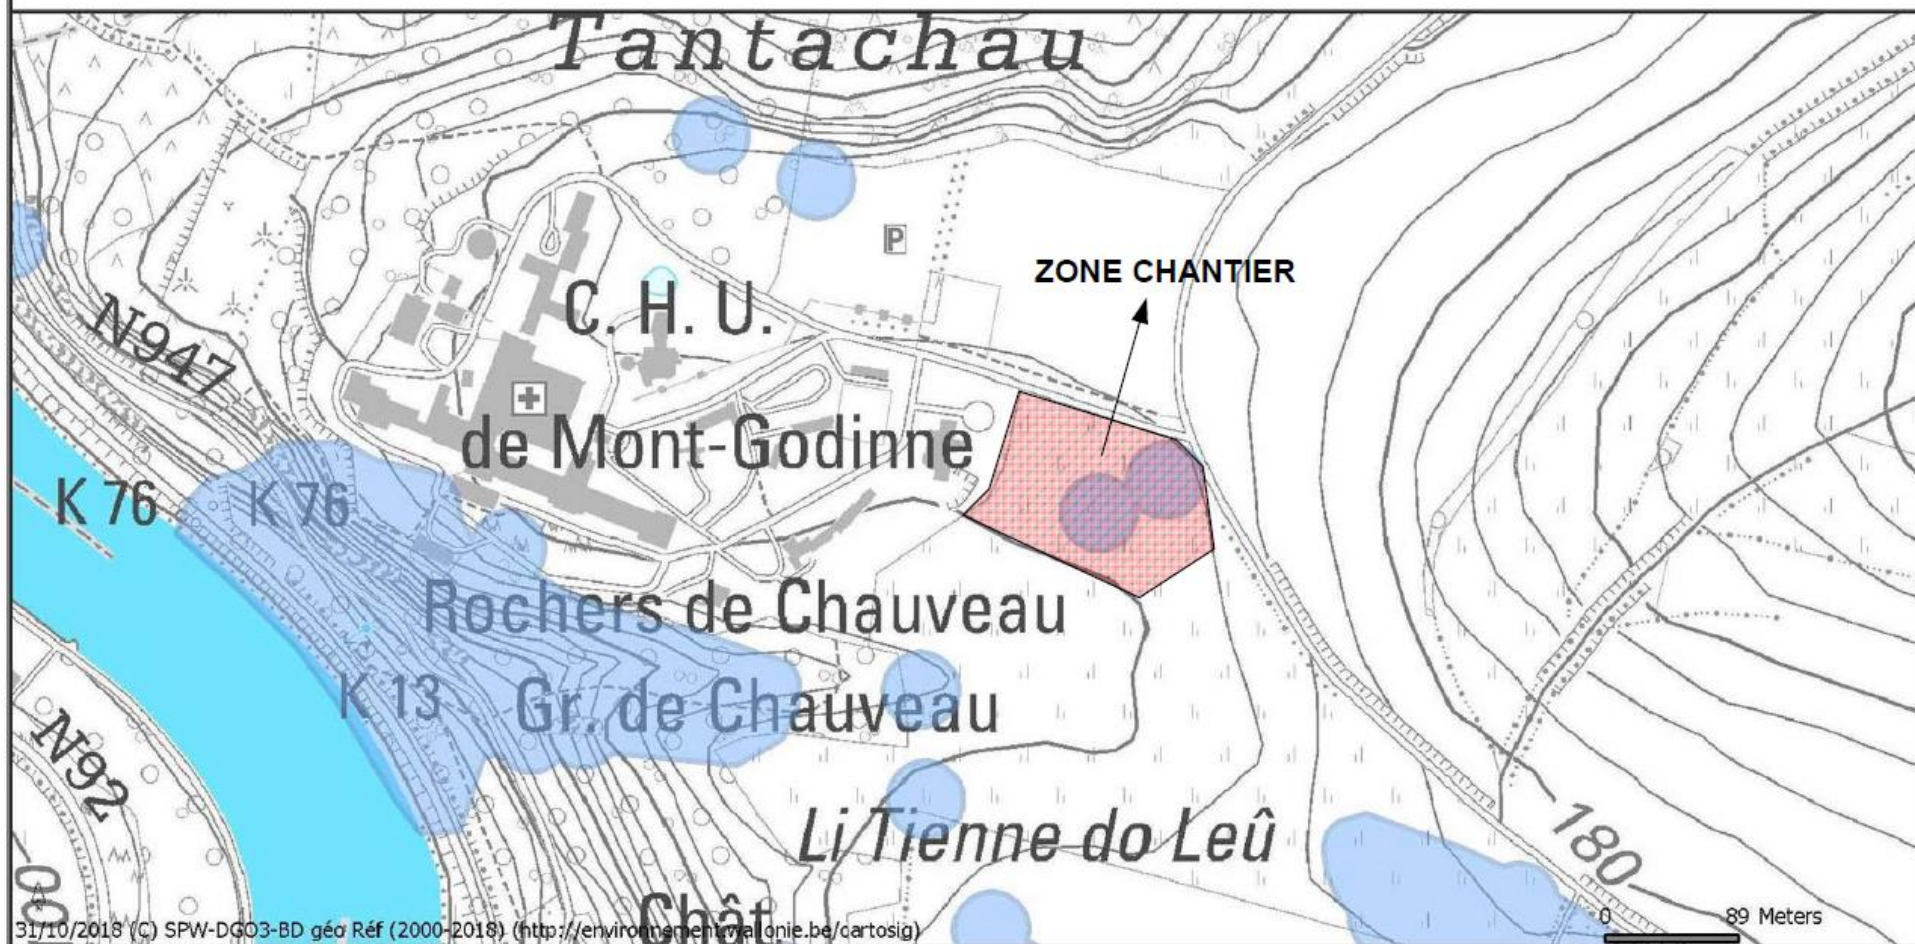 Tantachau
P
ZONE CHANTIER
C. H. U.
N947
de Mont-Godinne
K 76
K 76
Rochers de Chauveau
K 13
Gr. de Chauveau
N92
Li Tienne do Leû
180
Chât.
0
89 Meters
31/10/2018 (C) SPW-DGO3-BD géo Réf (2000-2018) (http://environnement.wallonie.be/cartosig)